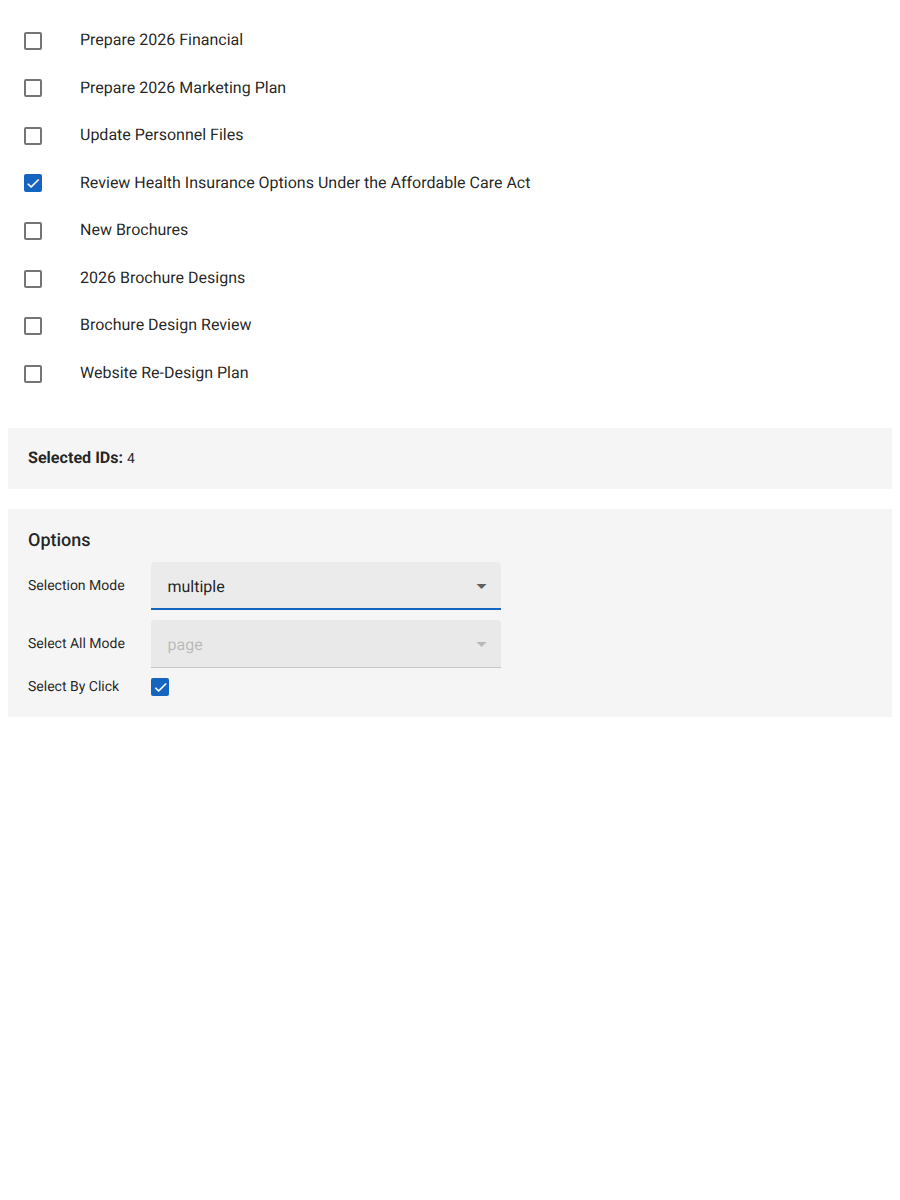 Prepare 2026 Financial
Prepare 2026 Marketing Plan
Update Personnel Files
Review Health Insurance Options Under the Affordable Care Act
New Brochures
2026 Brochure Designs
Brochure Design Review
Website Re-Design Plan
Selected IDs: 4
Options
Selection Mode multiple
Select All Mode page
Select By Click